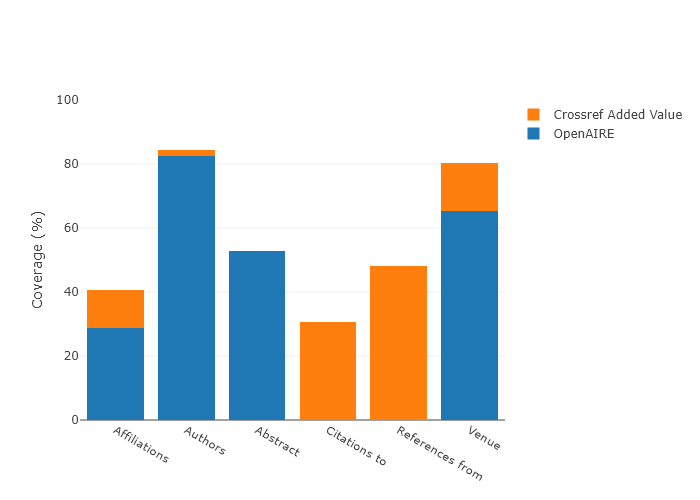 Crossref Added Value
OpenAIRE
Coverage (%)
100
80
60
40
20
0
Affiliations
Authors
Abstract
Citations to
References from
Venue